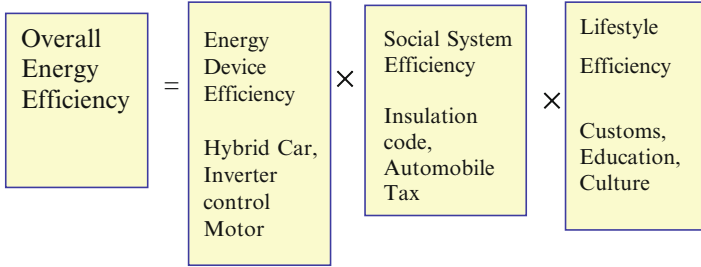 Overall
Energy
Efficiency
=
Energy
Device
Efficiency
Hybrid Car,
Inverter
control
Motor
×
Social System
Efficiency
Insulation
code,
Automobile
Tax
×
Lifestyle
Efficiency
Customs,
Education,
Culture